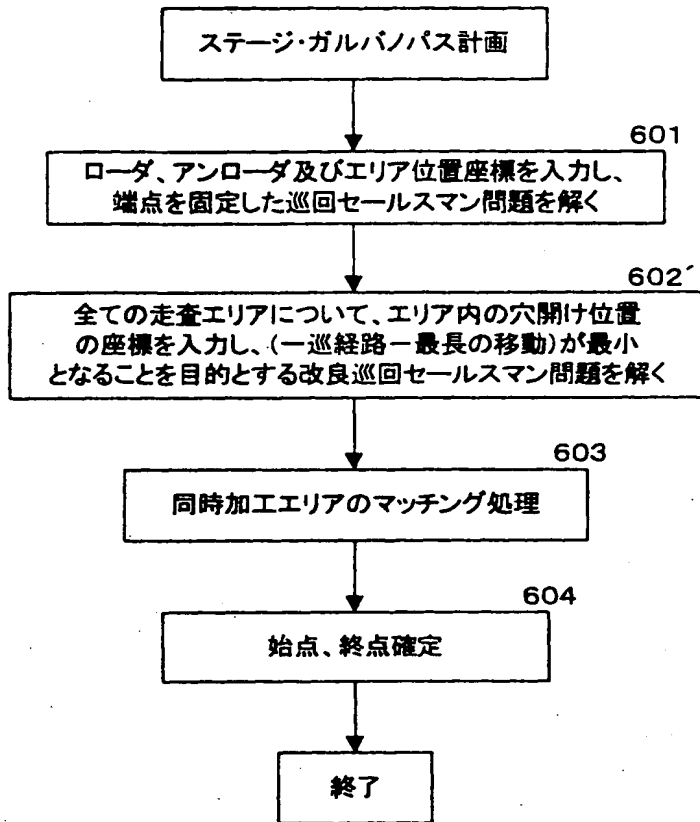 ステージ・ガルバノパス計画
601
ローダ、アンローダ及びエリア位置座標を入力し、
端点を固定した巡回セールスマン問題を解く
602´
全ての走査エリアについて、エリア内の穴開け位置
の座標を入力し、(一巡経路－最長の移動)が最小
となることを目的とする改良巡回セールスマン問題を解く
603
同時加工エリアのマッチング処理
604
始点、終点確定
終了